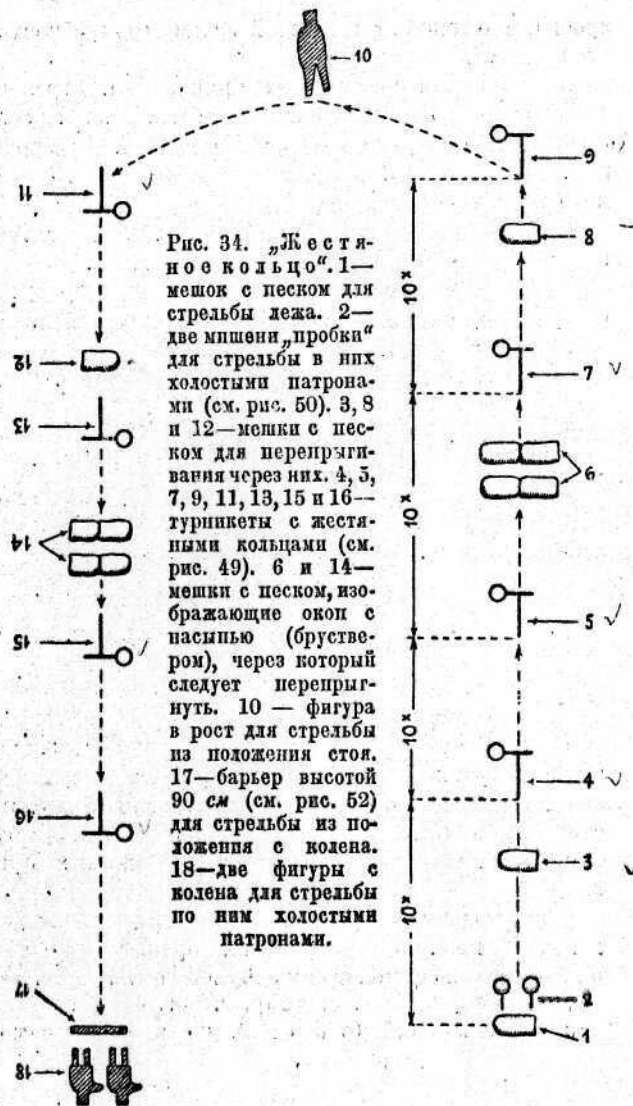 10
11
12
13
14
15
16
17
18
Рис. 34. „Жестя-
ное кольцо“. 1—
мешок с песком для
стрельбы лежа. 2—
две мишени „пробки“
для стрельбы в них
холостыми патрона-
ми (см. рис. 50). 3, 8
и 12—мешки с пес-
ком для перепрыги-
вания через них. 4, 5,
7, 9, 11, 13, 15 и 16—
турникеты с жестя-
ными кольцами (см.
рис. 49). 6 и 14—
мешки с песком, изо-
бражающие окоп с
насыпью (брустве-
ром), через который
следует перепрыг-
нуть. 10 — фигура
в рост для стрельбы
из положения стоя.
17—барьер высотой
90 см (см. рис. 52)
для стрельбы из по-
ложения с колена.
18—две фигуры с
колена для стрельбы
по ним холостыми
патронами.
10х
10х
10х
10х
9
8
7
6
5
4
3
2
1